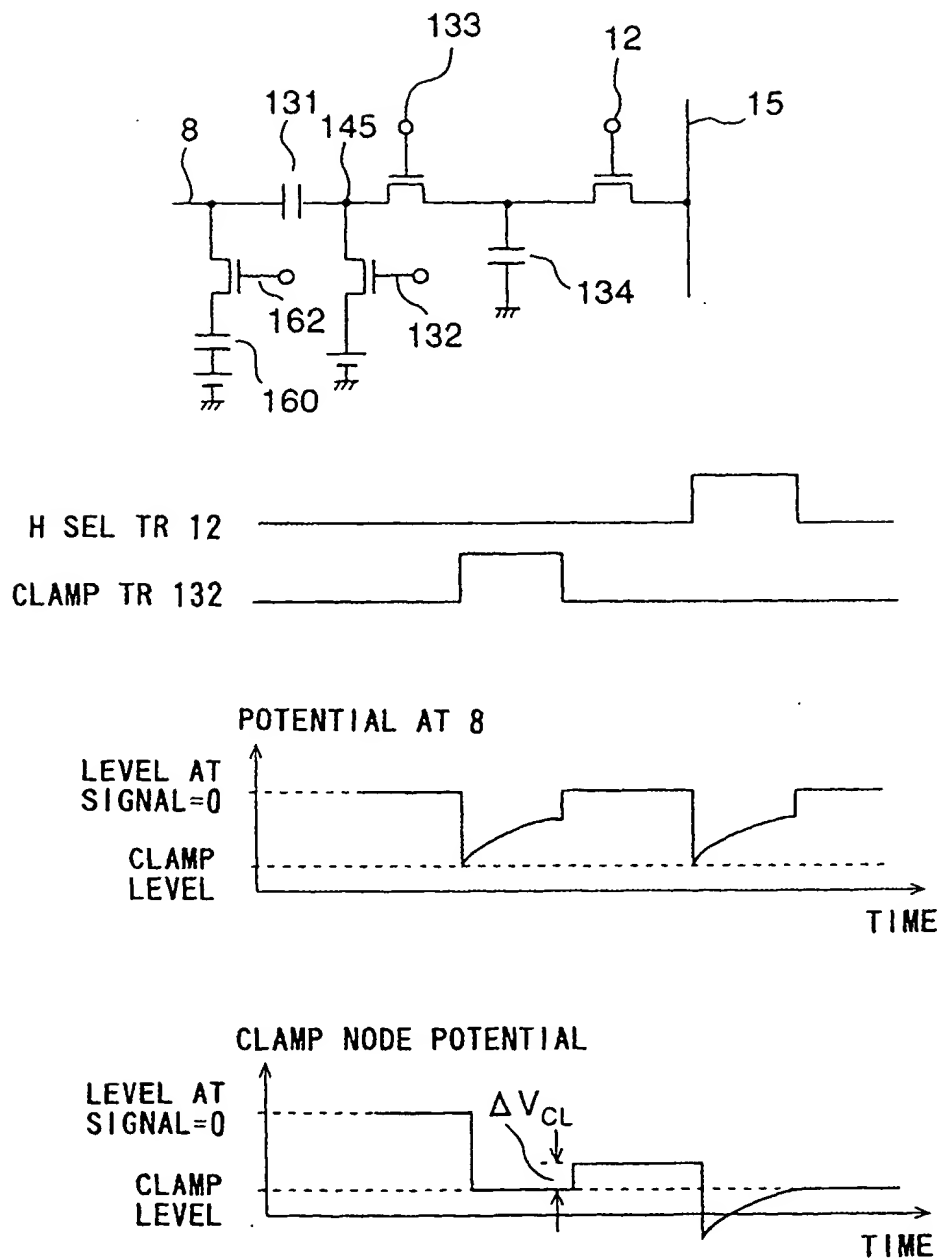 133
12
131
145
15
8
134
162
132
160
H SEL TR 12
CLAMP TR 132
POTENTIAL AT 8
LEVEL AT
SIGNAL=0
CLAMP
LEVEL
TIME
CLAMP NODE POTENTIAL
LEVEL AT
SIGNAL=0
ΔVCL
CLAMP
LEVEL
TIME